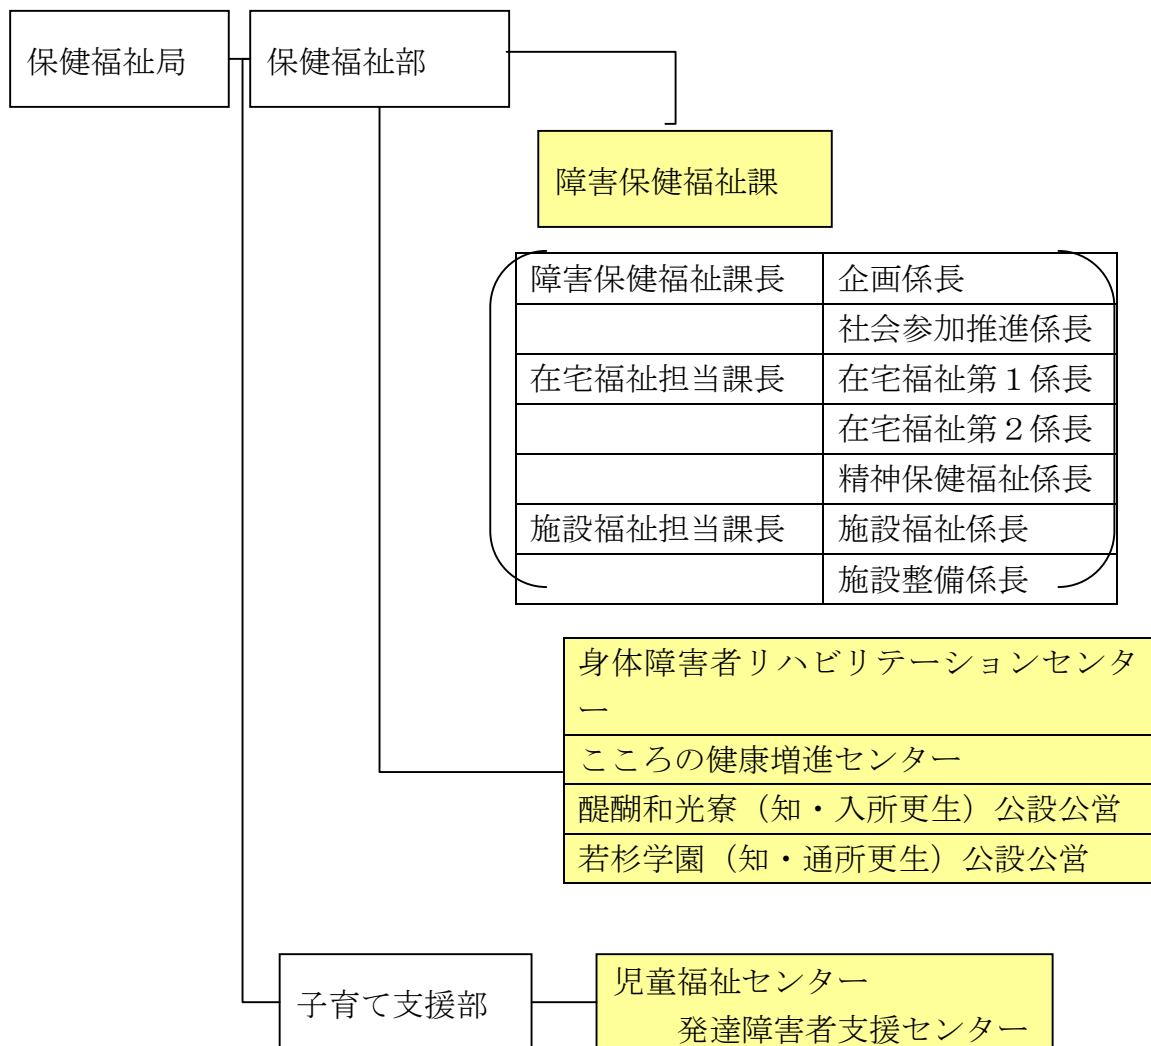 保健福祉局
保健福祉部
障害保健福祉課
障害保健福祉課長 企画係長
社会参加推進係長
在宅福祉担当課長 在宅福祉第１係長
在宅福祉第２係長
精神保健福祉係長
施設福祉担当課長 施設福祉係長
施設整備係長
身体障害者リハビリテーションセンタ
ー
こころの健康増進センター
醍醐和光寮（知・入所更生）公設公営
若杉学園（知・通所更生）公設公営
子育て支援部
児童福祉センター
発達障害者支援センター